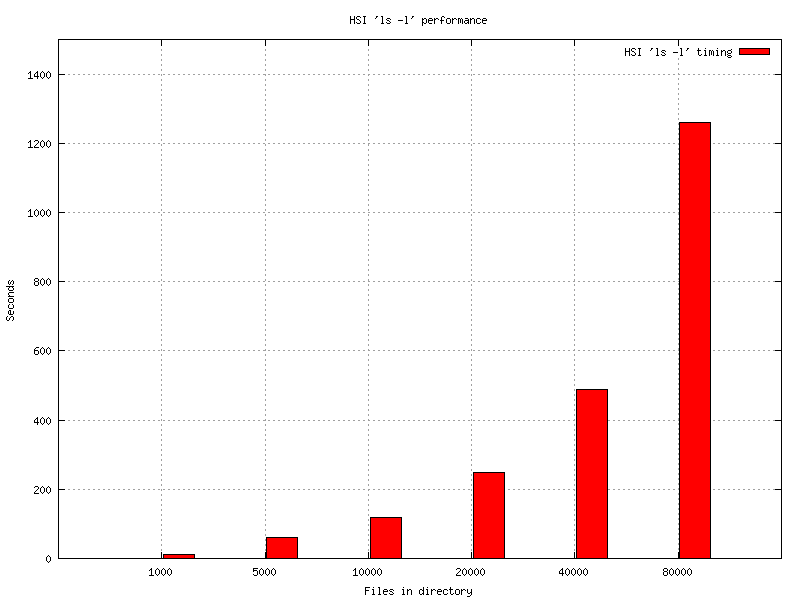 HSI 'ls -l' performance
HSI 'ls -l' timing
1400
1200
1000
800
600
400
200
0
Seconds
1000 5000 10000 20000 40000 80000
Files in directory